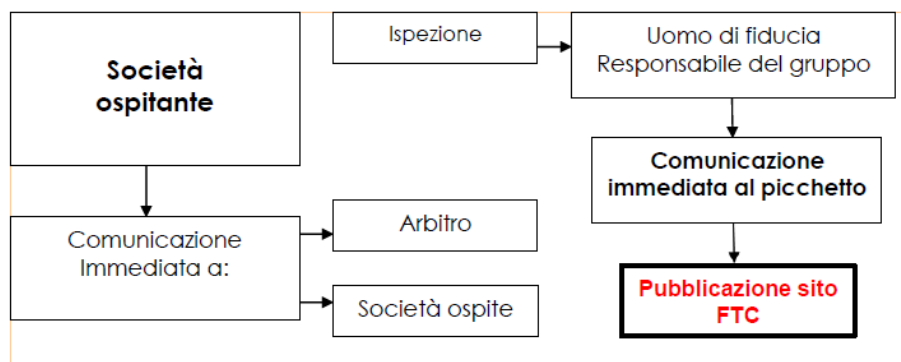 Società
ospitante
Ispezione
Uomo di fiducia
Responsabile del gruppo
Comunicazione
immediata al picchetto
Comunicazione
Immediata a:
Arbitro
Società ospite
Pubblicazione sito
FTC